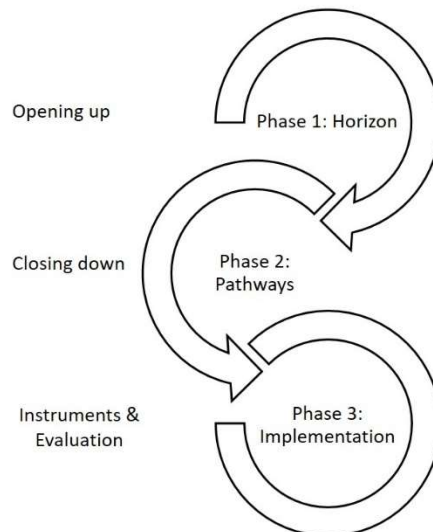 Opening up
Phase 1: Horizon
Closing down
Phase 2:
Pathways
Instruments &
Evaluation
Phase 3:
Implementation